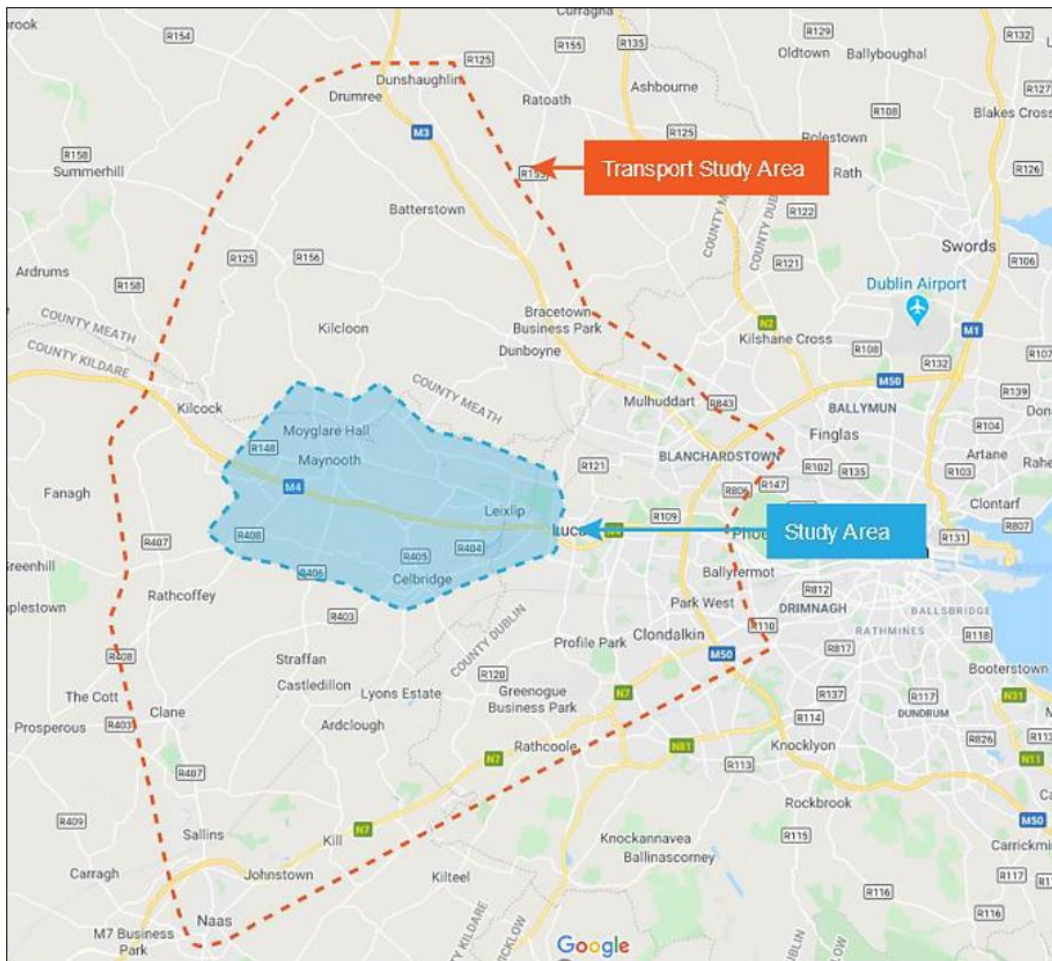 Curragha
R132
R154
R125
R155
R135
R129
Oldtown
Ballyboughal
Dunshaughlin
Drumree
Ratoath
Ashbourne
R127
Blakes Cross
R108
M3
R125
Rolestown
R158
Summerhill
Transport Study Area
Rath
R126
Batterstown
R122
COUNTY DUBLIN
Swords
R125
R156
R121
R106
Ardrums
R158
Dublin Airport
COUNTY MEATH
COUNTY KILDARE
Kilcloon
Bracetown
Business Park
Dunboyne
N2
Kilshane Cross
M1
R108
R132
R107
COUNTY MEATH
M50
R139
Kilcock
Mulhuddart
R843
BALLYMUN
Moyglare Hall
R148
Maynooth
Finglas
R104
Artane
BLANCHARDSTOWN
R121
R102
R135
R103
Fanagh
M4
R806
R147
Clontarf
Leixlip
R109
R807
Study Area
R131
R407
R408
R405
R404
R406
Celbridge
Ballyfermot
Rathcoffey
Park West
R812
DRIMNAGH
BALLSBRIDGE
R403
COUNTY DUBLIN
Profile Park
Clondalkin
R110
RATHMINES
R118
R408
Straffan
M50
R817
Booterstown
R120
The Cott
Castledillon
Lyons Estate
Greenogue
Business Park
N7
R137
R117
N31
Prosperous
R403
Clane
Ardclough
R114
DUNDRUM
R826
R113
Rathcoole
N81
Knocklyon
N7
R113
N11
R407
Rockbrook
R409
Sallins
Kill
N7
M50
Knockannavea
R115
Ballinascorney
Carragh
Johnstown
Kilteel
R117
R116
R116
Naas
M7 Business
Park
Google